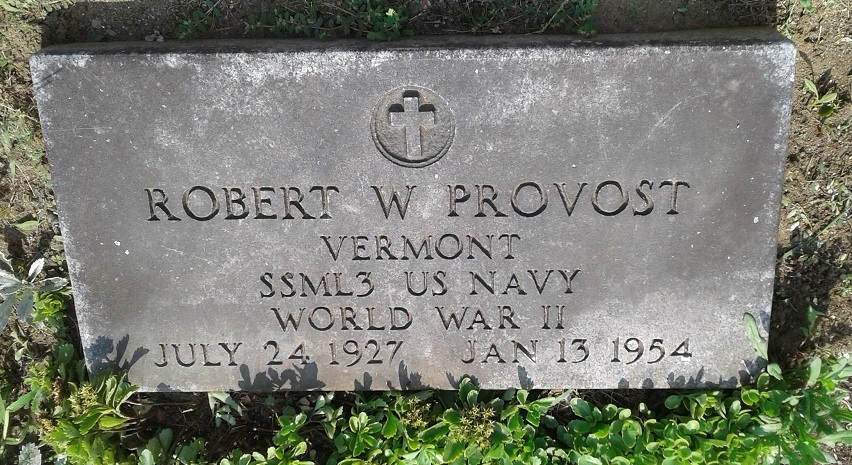 ROBERT W PROVOST
VERMONT
SSML3 US NAVY
WORLD WAR II
JULY 24 1927 JAN 13 1954